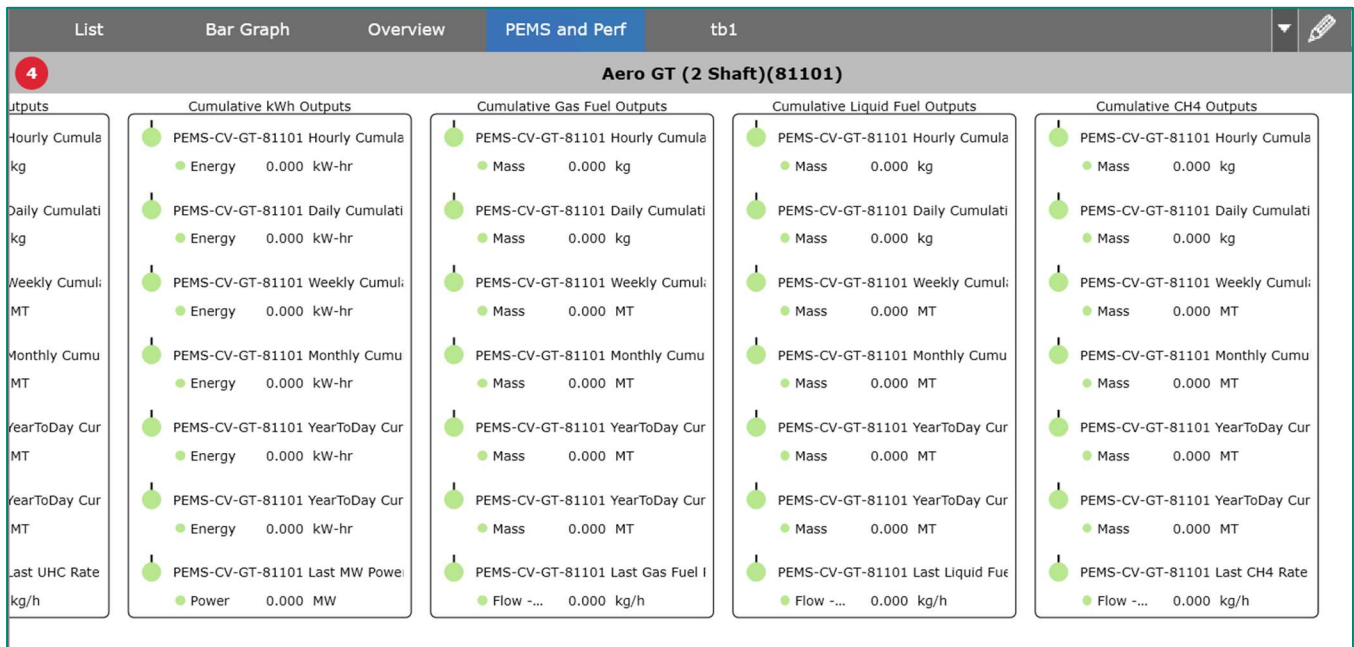 List Bar Graph Overview PEMS and Perf tb1
4 Aero GT (2 Shaft)(81101)
utputs
Hourly Cumula
kg
Daily Cumulati
kg
Weekly Cumul
MT
Monthly Cumu
MT
YearToDay Cur
MT
YearToDay Cur
MT
Last UHC Rate
kg/h
Cumulative kWh Outputs
PEMS-CV-GT-81101 Hourly Cumula
Energy 0.000 kW-hr
PEMS-CV-GT-81101 Daily Cumulati
Energy 0.000 kW-hr
PEMS-CV-GT-81101 Weekly Cumul
Energy 0.000 kW-hr
PEMS-CV-GT-81101 Monthly Cumu
Energy 0.000 kW-hr
PEMS-CV-GT-81101 YearToDay Cur
Energy 0.000 kW-hr
PEMS-CV-GT-81101 YearToDay Cur
Energy 0.000 kW-hr
PEMS-CV-GT-81101 Last MW Power
Power 0.000 MW
Cumulative Gas Fuel Outputs
PEMS-CV-GT-81101 Hourly Cumula
Mass 0.000 kg
PEMS-CV-GT-81101 Daily Cumulati
Mass 0.000 kg
PEMS-CV-GT-81101 Weekly Cumul
Mass 0.000 MT
PEMS-CV-GT-81101 Monthly Cumu
Mass 0.000 MT
PEMS-CV-GT-81101 YearToDay Cur
Mass 0.000 MT
PEMS-CV-GT-81101 YearToDay Cur
Mass 0.000 MT
PEMS-CV-GT-81101 Last Gas Fuel
Flow -... 0.000 kg/h
Cumulative Liquid Fuel Outputs
PEMS-CV-GT-81101 Hourly Cumula
Mass 0.000 kg
PEMS-CV-GT-81101 Daily Cumulati
Mass 0.000 kg
PEMS-CV-GT-81101 Weekly Cumul
Mass 0.000 MT
PEMS-CV-GT-81101 Monthly Cumu
Mass 0.000 MT
PEMS-CV-GT-81101 YearToDay Cur
Mass 0.000 MT
PEMS-CV-GT-81101 YearToDay Cur
Mass 0.000 MT
PEMS-CV-GT-81101 Last Liquid Fue
Flow -... 0.000 kg/h
Cumulative CH4 Outputs
PEMS-CV-GT-81101 Hourly Cumula
Mass 0.000 kg
PEMS-CV-GT-81101 Daily Cumulati
Mass 0.000 kg
PEMS-CV-GT-81101 Weekly Cumul
Mass 0.000 MT
PEMS-CV-GT-81101 Monthly Cumu
Mass 0.000 MT
PEMS-CV-GT-81101 YearToDay Cur
Mass 0.000 MT
PEMS-CV-GT-81101 YearToDay Cur
Mass 0.000 MT
PEMS-CV-GT-81101 Last CH4 Rate
Flow -... 0.000 kg/h